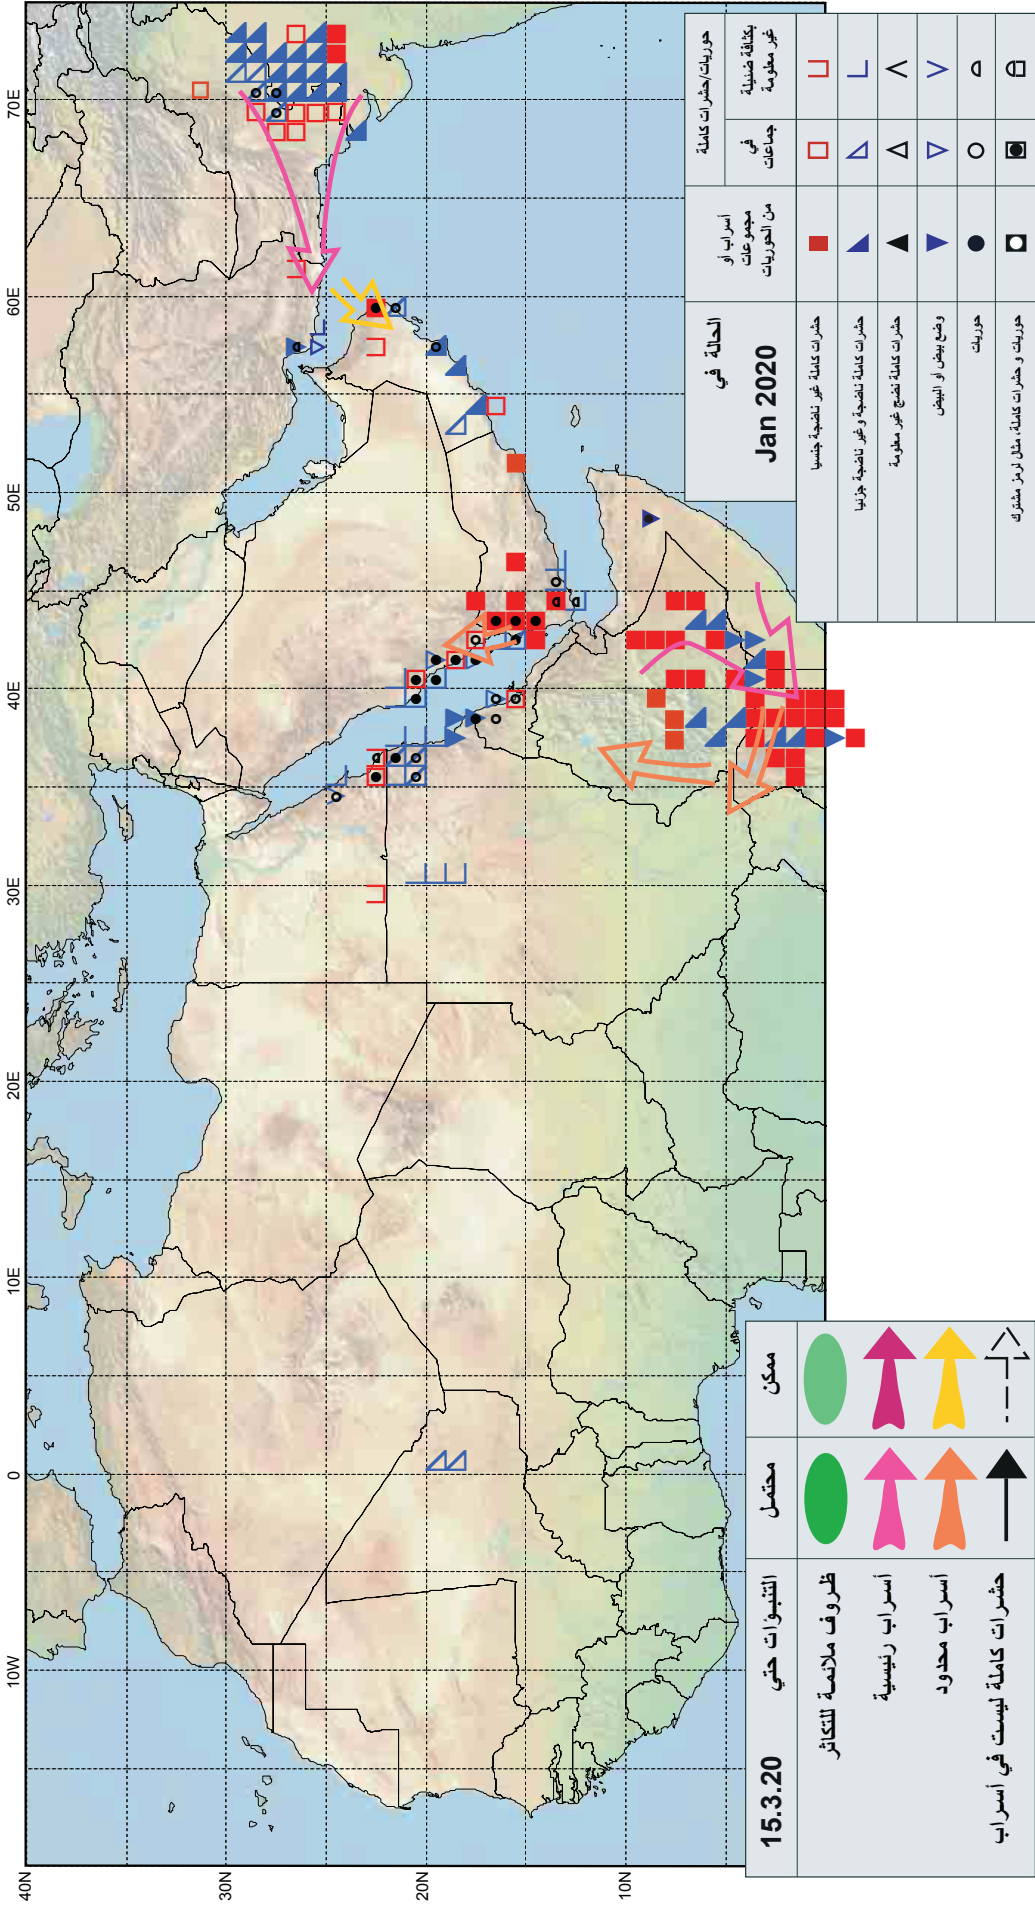 40N
30N
20N
10N
10W
0
10E
20E
30E
40E
50E
60E
70E
التنبؤات حتي
15.3.20
محتمل
ممكن
ظروف ملائمة للتكاثر
أسراب رئيسية
أسراب محدود
حشرات كاملة ليست في أسراب
الحالة في
Jan 2020
أسراب أو
مجموعات
من الحوريات
حوريات/حشرات كاملة
في
جماعات
بكثافة ضئيلة
غير معلومة
حشرات كاملة غير ناضجة جنسيا
حشرات كاملة ناضجة وغير ناضجة جزئيا
حشرات كاملة نضج غير معلومة
وضع بيض أو البيض
حوريات
حوريات و حشرات كاملة، مثال لرمز مشترك